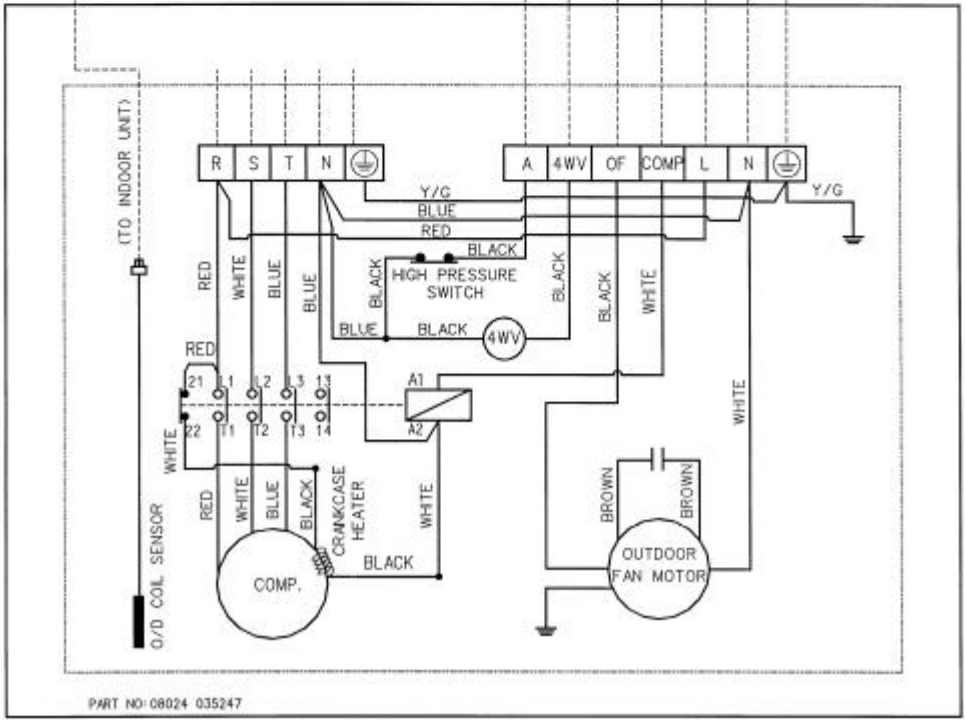 (TO INDOOR UNIT)
R S T N
A 4WV OF COMP L N
Y/G
Y/G
BLUE
RED
BLACK
HIGH PRESSURE
SWITCH
RED
WHITE
BLUE
BLUE
BLACK
BLACK
BLACK
WHITE
BLUE
BLACK
4WV
RED
21 L1 L2 L3 13
22 T1 T2 T3 14
A1
A2
WHITE
WHITE
RED
WHITE
BLUE
BLACK
CRANKCASE
HEATER
WHITE
BROWN
BROWN
BLACK
COMP.
OUTDOOR
FAN MOTOR
O/D COIL SENSOR
PART NO: 08024 035247